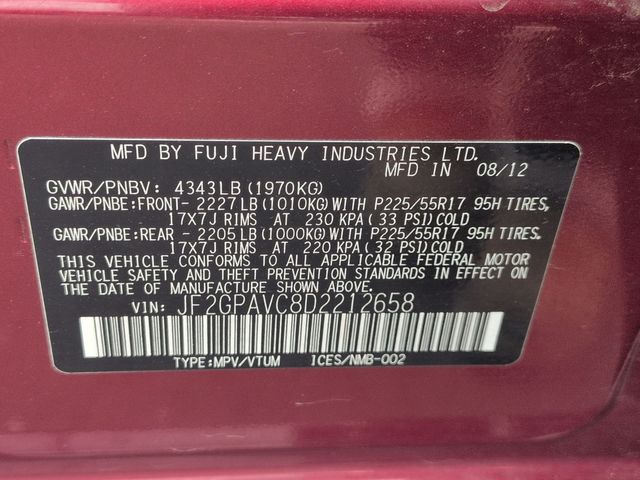 MFD BY FUJI HEAVY INDUSTRIES LTD.
MFD IN 08/12
GVWR/PNBV: 4343LB (1970KG)
GAWR/PNBE:FRONT- 2227LB (1010KG) WITH P225/55R17 95H TIRES,
17X7J RIMS AT 230 KPA (33 PSI) COLD
GAWR/PNBE:REAR - 2205LB (1000KG) WITH P225/55R17 95H TIRES,
17X7J RIMS AT 220 KPA (32 PSI) COLD
THIS VEHICLE CONFORMS TO ALL APPLICABLE FEDERAL MOTOR
VEHICLE SAFETY AND THEFT PREVENTION STANDARDS IN EFFECT ON
THE DATE OF MANUFACTURE SHOWN ABOVE.
VIN: JF2GPAVC8D2212658
TYPE:MPV/VTUM ICES/NMB-002